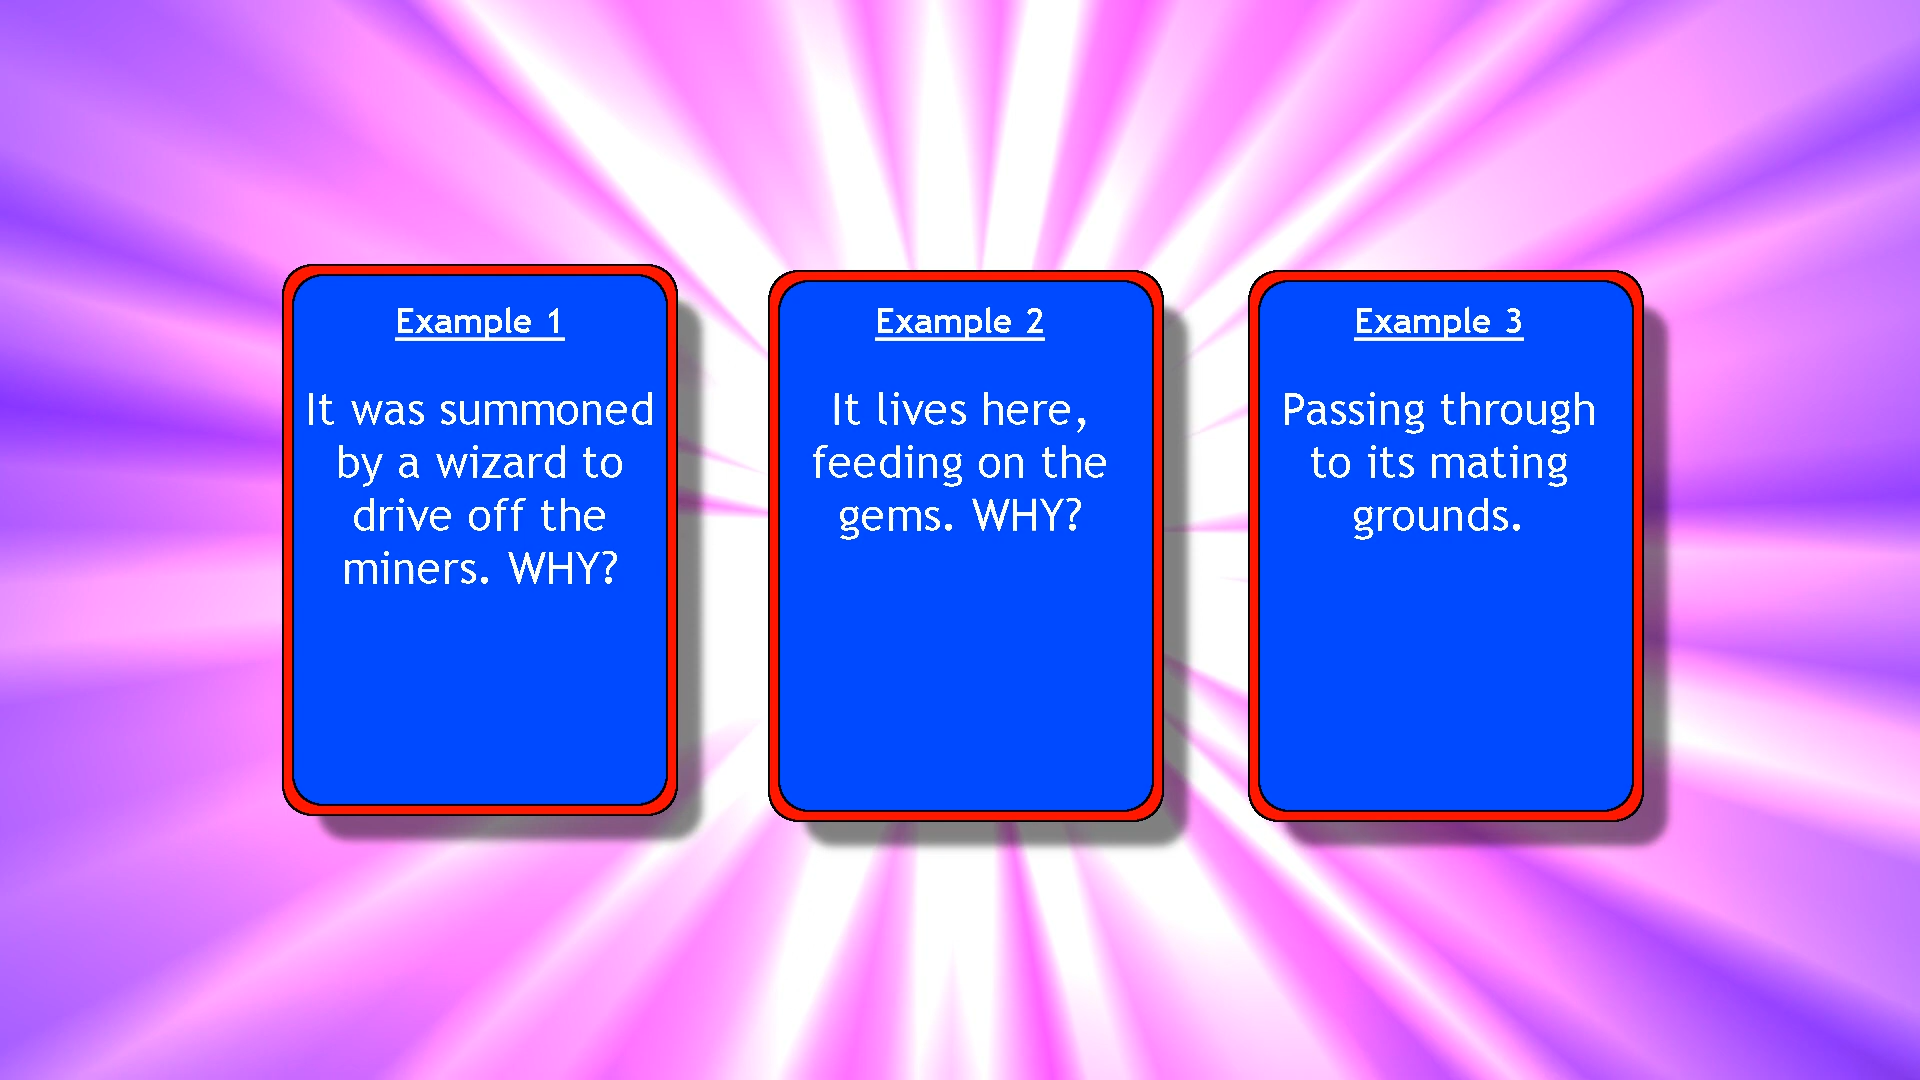 Example 1
It was summoned
by a wizard to
drive off the
miners. WHY?
Example 2
It lives here,
feeding on the
gems. WHY?
Example 3
Passing through
to its mating
grounds.